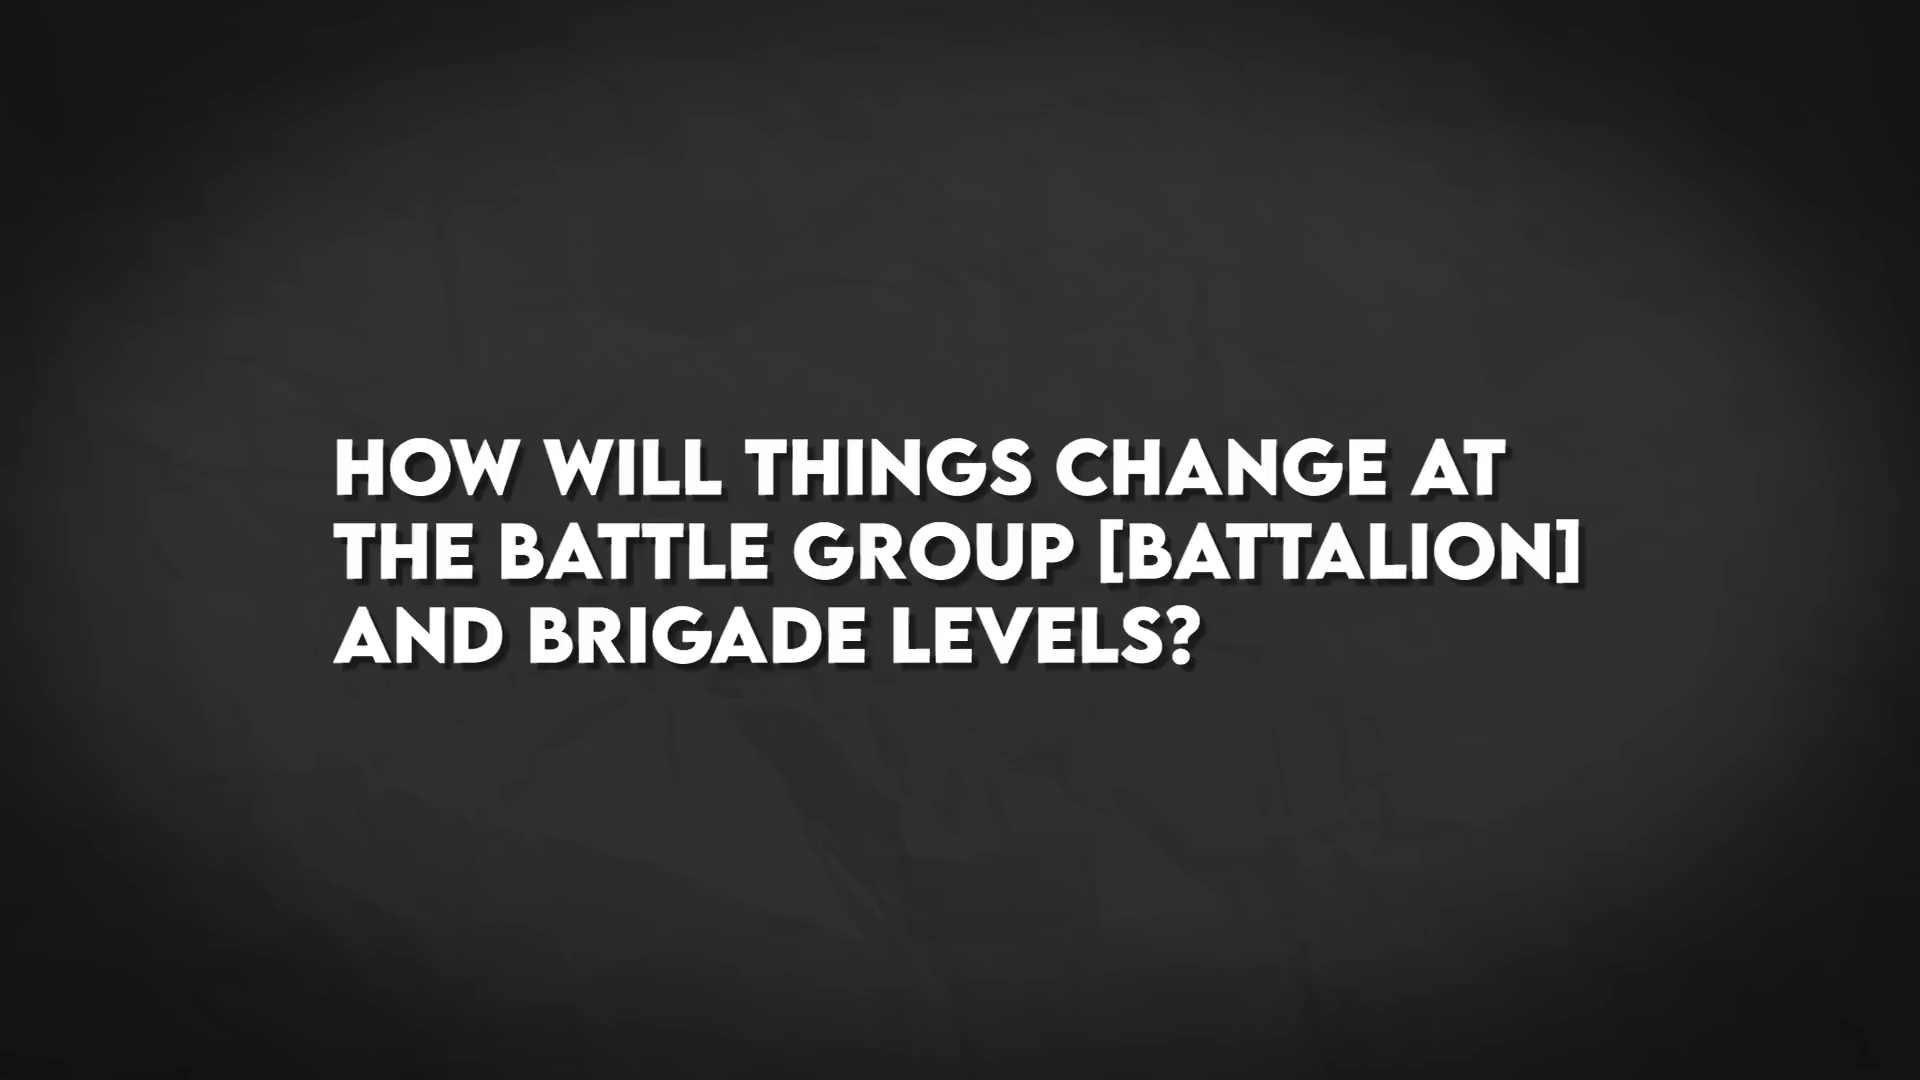 HOW WILL THINGS CHANGE AT
THE BATTLE GROUP [BATTALION]
AND BRIGADE LEVELS?